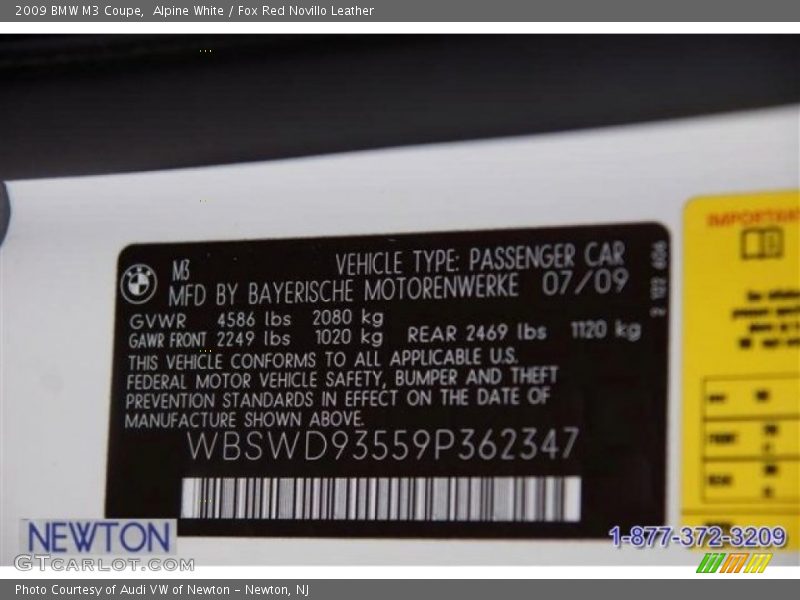 2009 BMW M3 Coupe, Alpine White / Fox Red Novillo Leather
M3 VEHICLE TYPE: PASSENGER CAR
MFD BY BAYERISCHE MOTORENWERKE 07/09
GVWR 4586 lbs 2080 kg
GAWR FRONT 2249 lbs 1020 kg REAR 2469 lbs 1120 kg
THIS VEHICLE CONFORMS TO ALL APPLICABLE U.S.
FEDERAL MOTOR VEHICLE SAFETY, BUMPER AND THEFT
PREVENTION STANDARDS IN EFFECT ON THE DATE OF
MANUFACTURE SHOWN ABOVE.
WBSWD93559P362347
2 122 606
IMPORTANT
NEWTON
1-877-372-3209
GTcarlot.com
Photo Courtesy of Audi VW of Newton - Newton, NJ